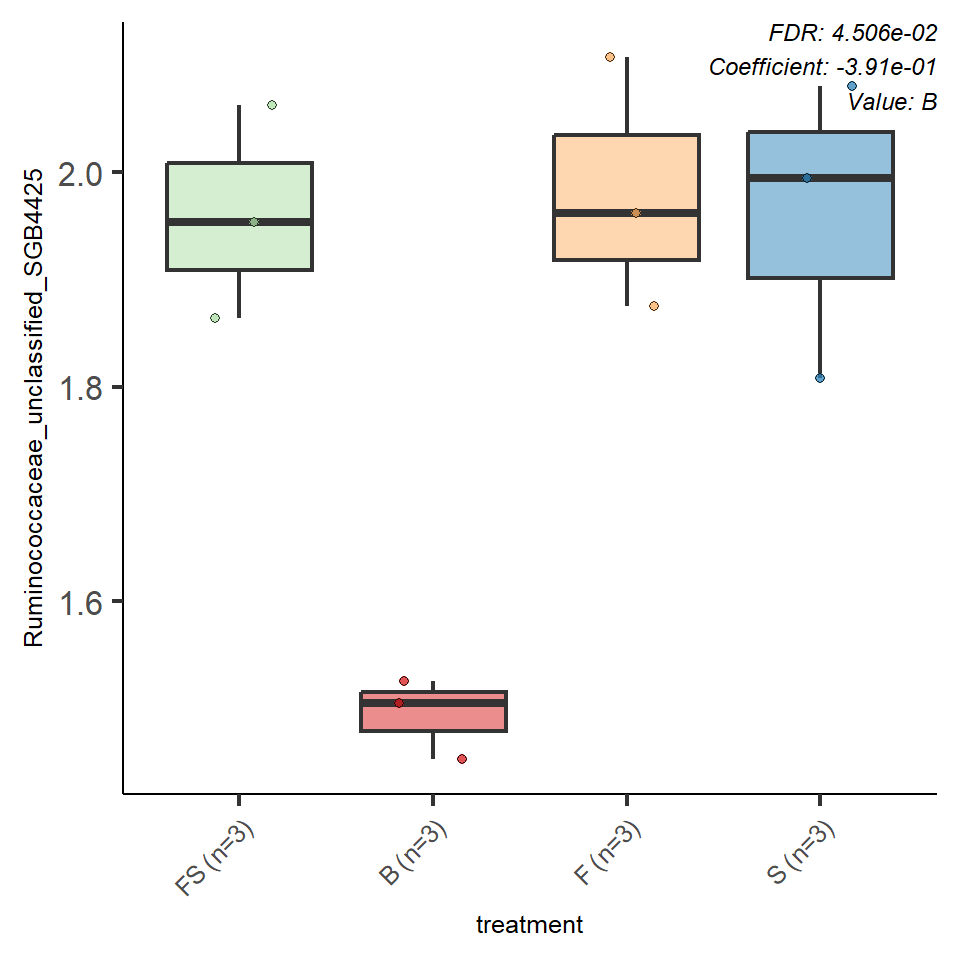 FDR: 4.506e-02
Coefficient: -3.91e-01
Value: B
Ruminococcaceae_unclassified_SGB4425
2.0
1.8
1.6
FS (n=3)
B (n=3)
F (n=3)
S (n=3)
treatment